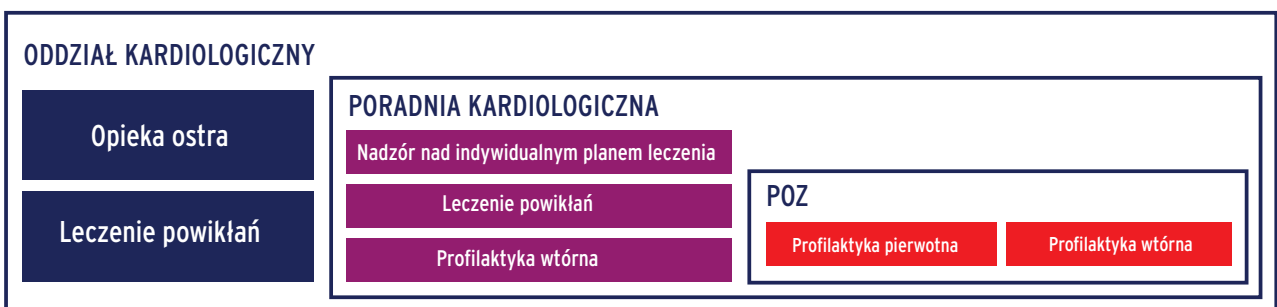 ODDZIAŁ KARDIOLOGICZNY
Opieka ostra
Leczenie powikłań
PORADNIA KARDIOLOGICZNA
Nadzór nad indywidualnym planem leczenia
Leczenie powikłań
Profilaktyka wtórna
POZ
Profilaktyka pierwotna
Profilaktyka wtórna